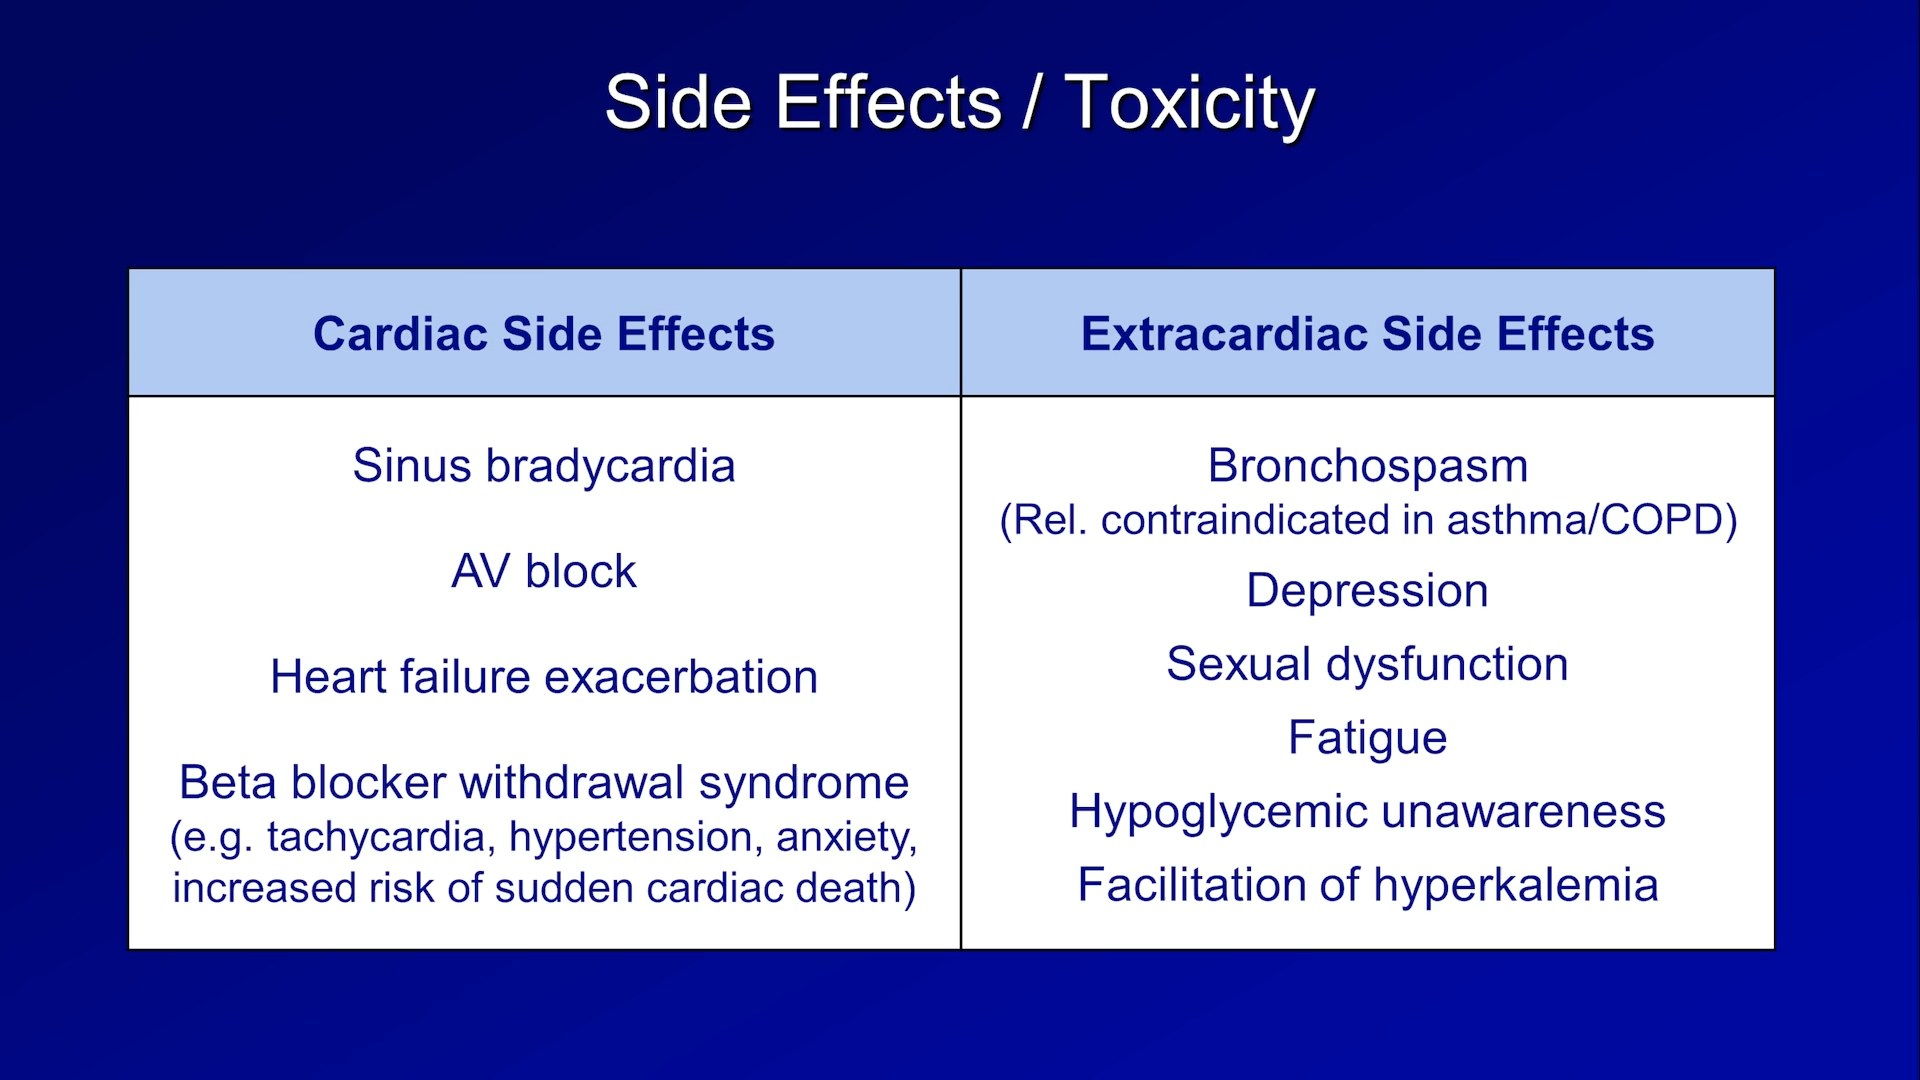 Side Effects / Toxicity
Cardiac Side Effects
Sinus bradycardia
AV block
Heart failure exacerbation
Beta blocker withdrawal syndrome
(e.g. tachycardia, hypertension, anxiety,
increased risk of sudden cardiac death)
Extracardiac Side Effects
Bronchospasm
(Rel. contraindicated in asthma/COPD)
Depression
Sexual dysfunction
Fatigue
Hypoglycemic unawareness
Facilitation of hyperkalemia